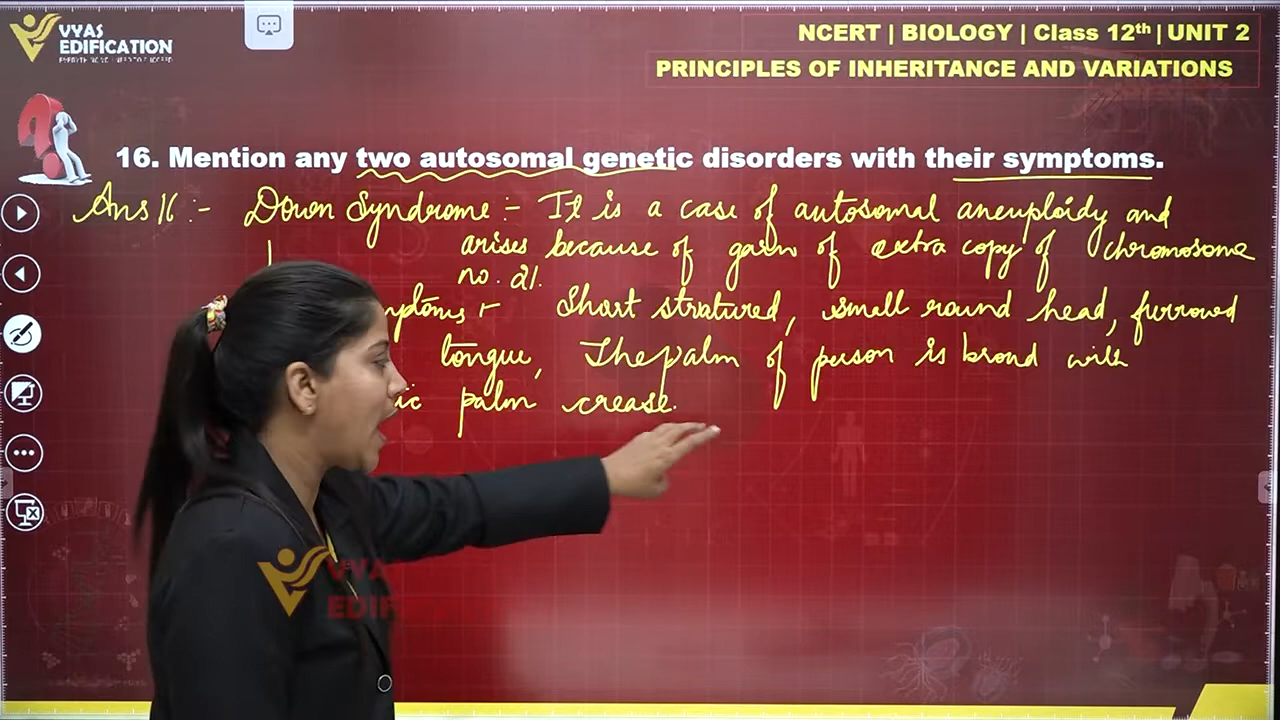 VYAS
EDIFICATION
NCERT | BIOLOGY | Class 12th | UNIT 2
PRINCIPLES OF INHERITANCE AND VARIATIONS
16. Mention any two autosomal genetic disorders with their symptoms.
Ans 16 :- Down Syndrome :- It is a case of autosomal aneuploidy and
arises because of gain of extra copy of chromosome
no. 21.
Short stratured, small round head, furrowed
tongue, The palm of person is broad with
palm crease.
VYAS